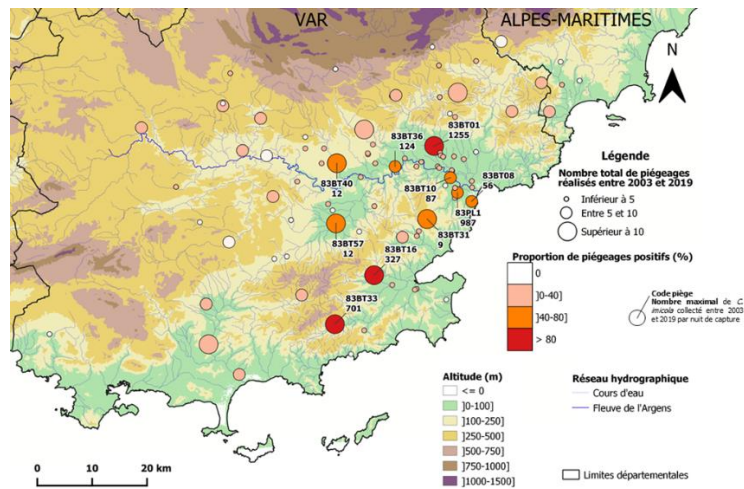 VAR
ALPES-MARITIMES
N
83BT01
1255
83BT36
124
83BT40
12
83BT10
87
83BT08
56
83PL1
987
83BT31
9
83BT57
12
83BT16
327
83BT33
701
Légende
Nombre total de piégeages
réalisés entre 2003 et 2019
Inférieur à 5
Entre 5 et 10
Supérieur à 10
Proportion de piégeages positifs (%)
0
]0-40]
]40-80]
> 80
Code piège
Nombre maximal de C.
imicola collecté entre 2003
et 2019 par nuit de capture
Altitude (m)
<= 0
]0-100]
]100-250]
]250-500]
]500-750]
]750-1000]
]1000-1500]
Réseau hydrographique
Cours d'eau
Fleuve de l'Argens
Limites départementales
0 10 20 km